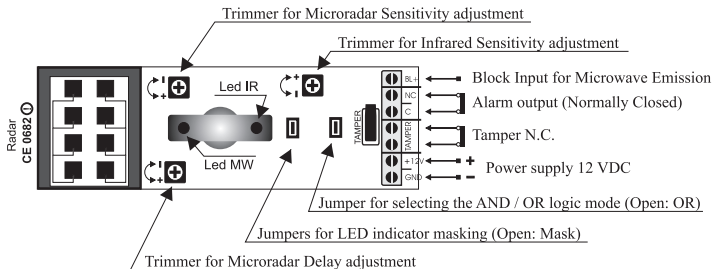 Trimmer for Microradar Sensitivity adjustment
Trimmer for Infrared Sensitivity adjustment
Led IR
BL+
Block Input for Microwave Emission
NC
Alarm output (Normally Closed)
C
TAMPER
TAMPER
Tamper N.C.
Radar
CE 0682
Led MW
+12V
+
Power supply 12 VDC
GND
−
Jumper for selecting the AND / OR logic mode (Open: OR)
Jumpers for LED indicator masking (Open: Mask)
Trimmer for Microradar Delay adjustment